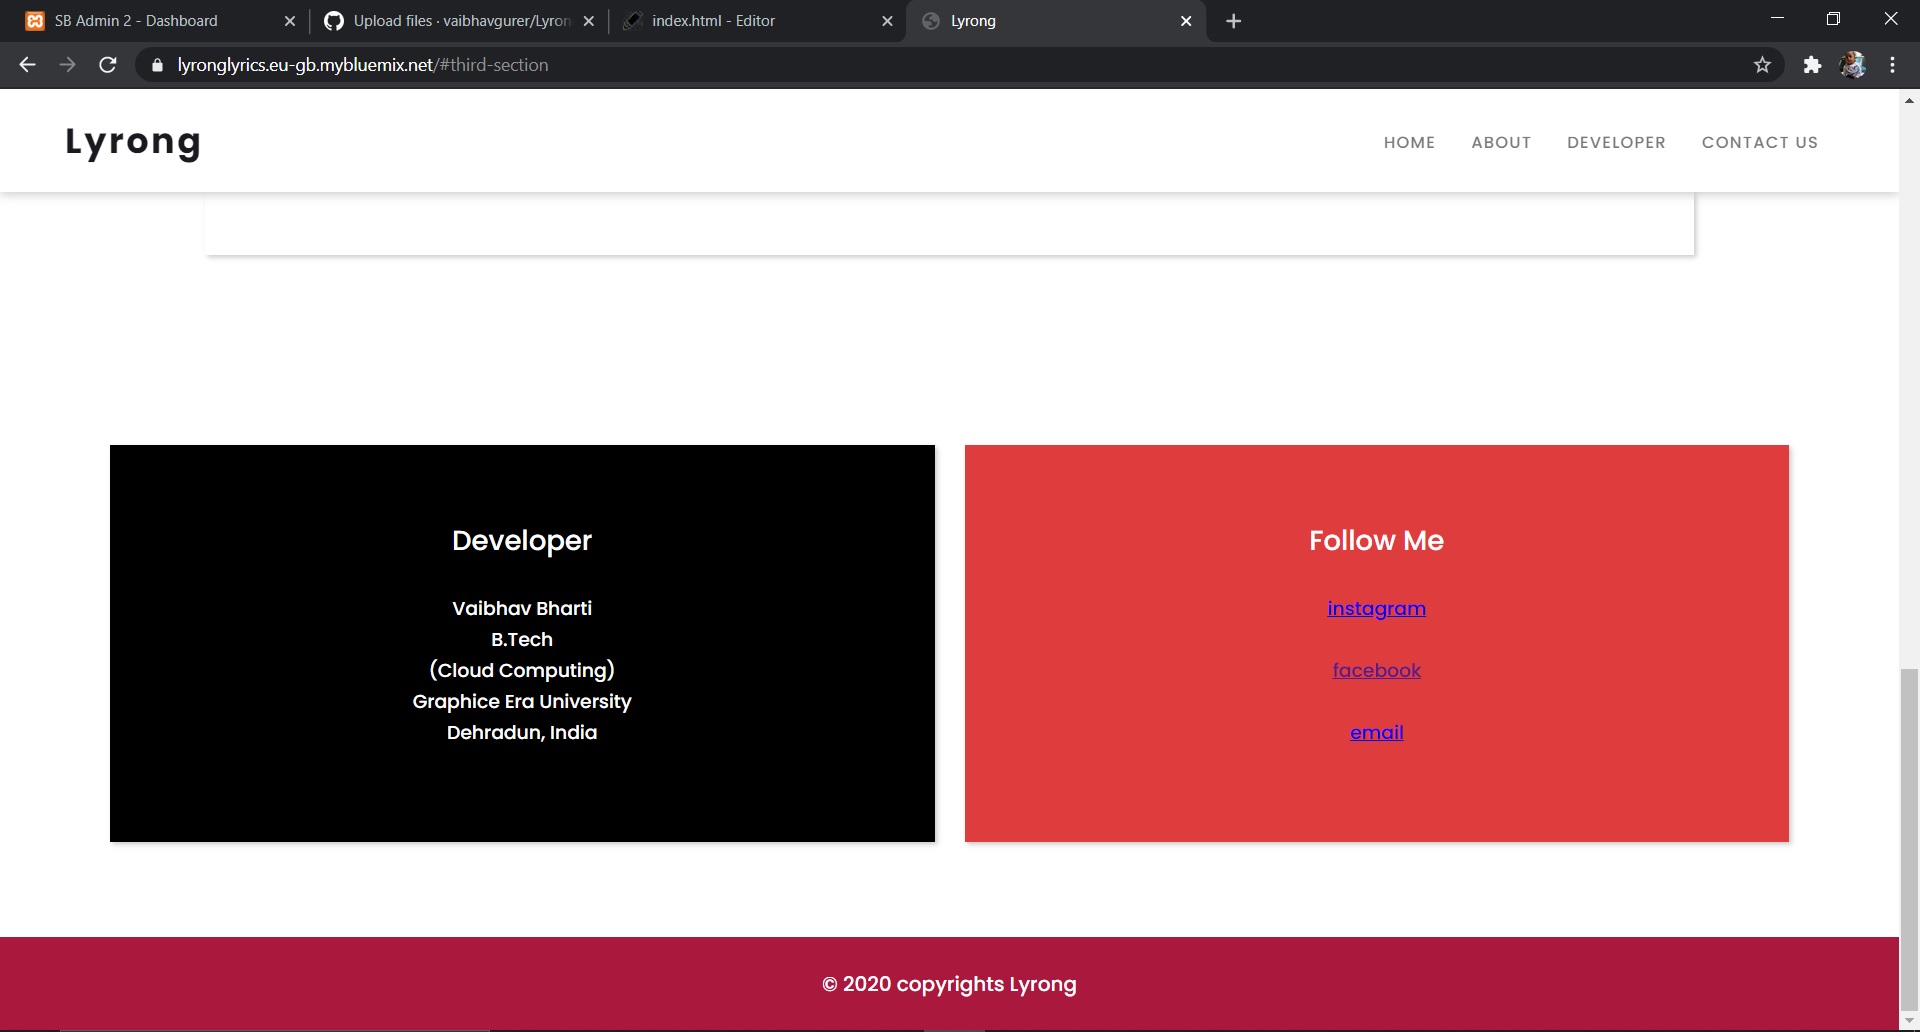 SB Admin 2 - Dashboard
Upload files · vaibhavgurer/Lyron
index.html - Editor
Lyrong
lyronglyrics.eu-gb.mybluemix.net/#third-section
Lyrong
HOME
ABOUT
DEVELOPER
CONTACT US
Developer
Vaibhav Bharti
B.Tech
(Cloud Computing)
Graphice Era University
Dehradun, India
Follow Me
instagram
facebook
email
© 2020 copyrights Lyrong